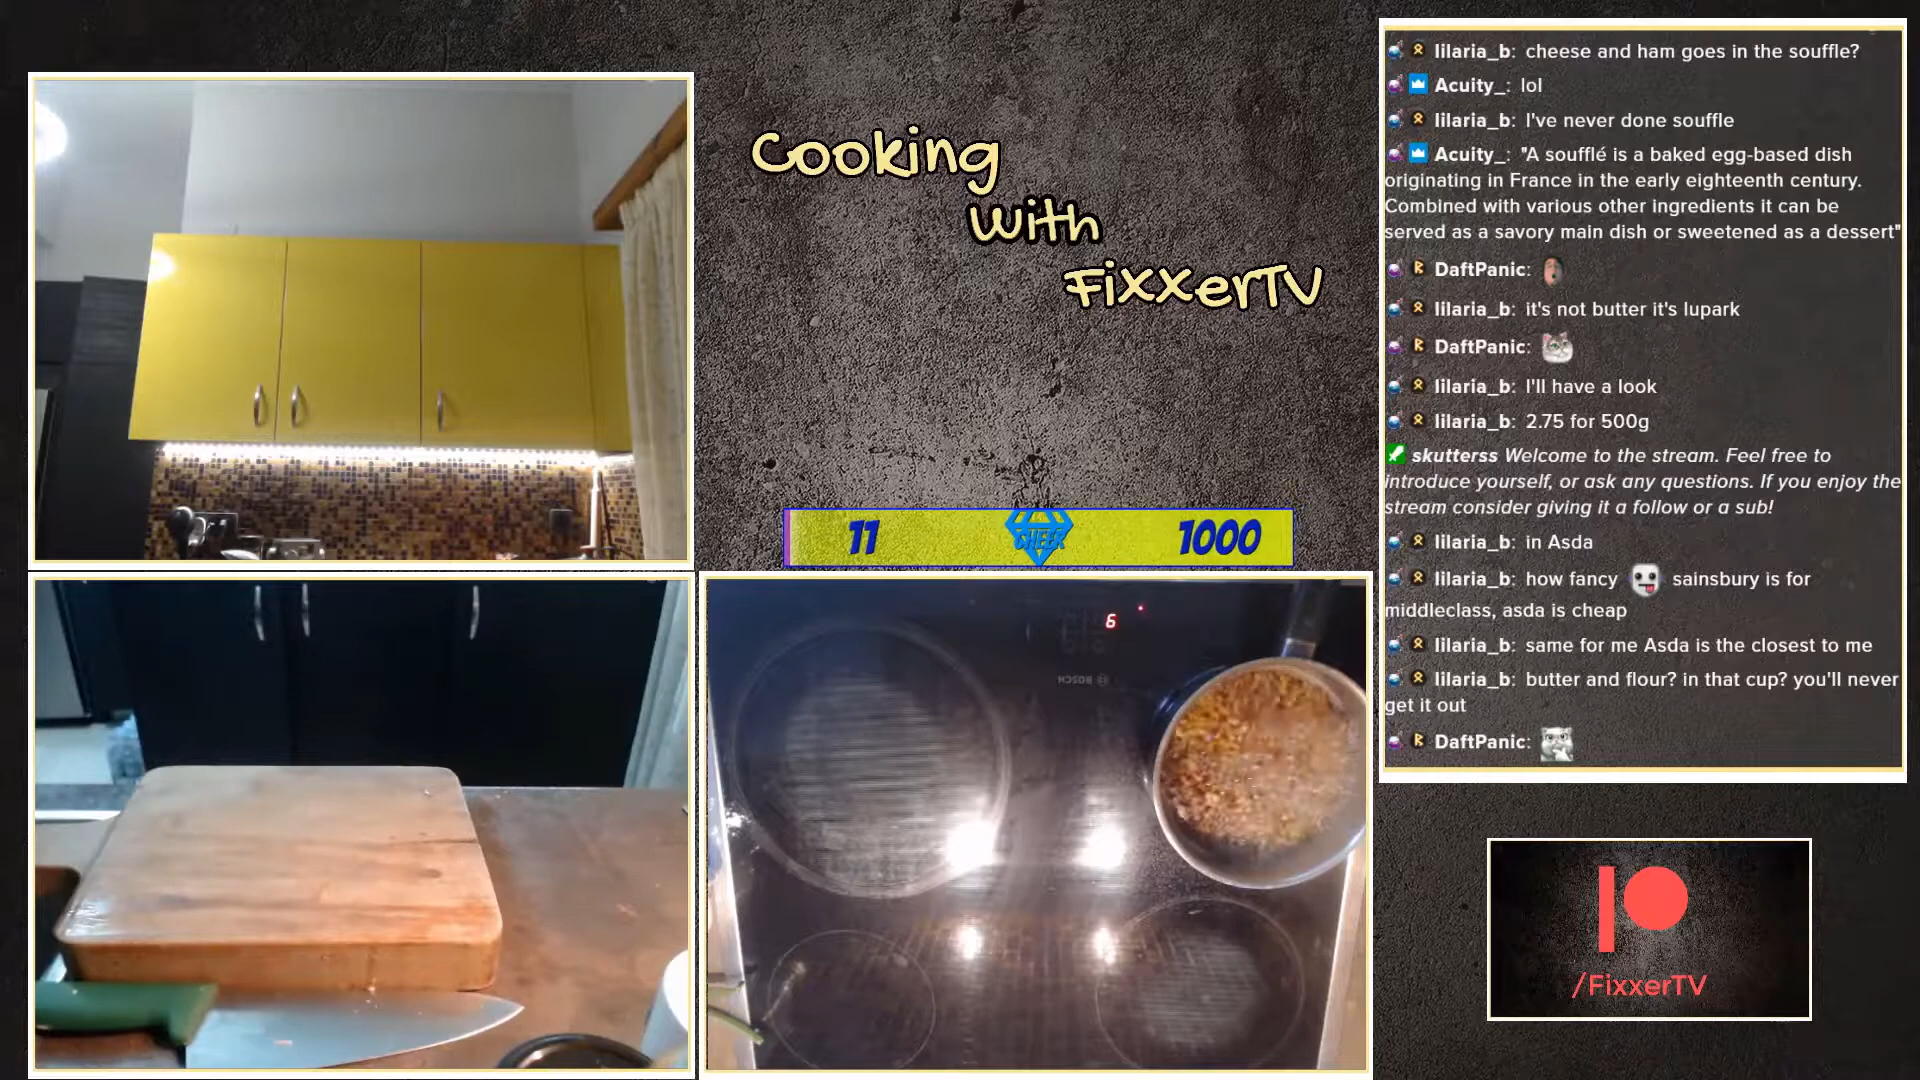 Cooking
with
FixxerTV
11 CHEER 1000
6
BOSCH
lilaria_b: cheese and ham goes in the souffle?
Acuity_: lol
lilaria_b: I've never done souffle
Acuity_: "A soufflé is a baked egg-based dish
originating in France in the early eighteenth century.
Combined with various other ingredients it can be
served as a savory main dish or sweetened as a dessert"
DaftPanic:
lilaria_b: it's not butter it's lupark
DaftPanic:
lilaria_b: I'll have a look
lilaria_b: 2.75 for 500g
skutterss Welcome to the stream. Feel free to
introduce yourself, or ask any questions. If you enjoy the
stream consider giving it a follow or a sub!
lilaria_b: in Asda
lilaria_b: how fancy sainsbury is for
middleclass, asda is cheap
lilaria_b: same for me Asda is the closest to me
lilaria_b: butter and flour? in that cup? you'll never
get it out
DaftPanic:
/FixxerTV